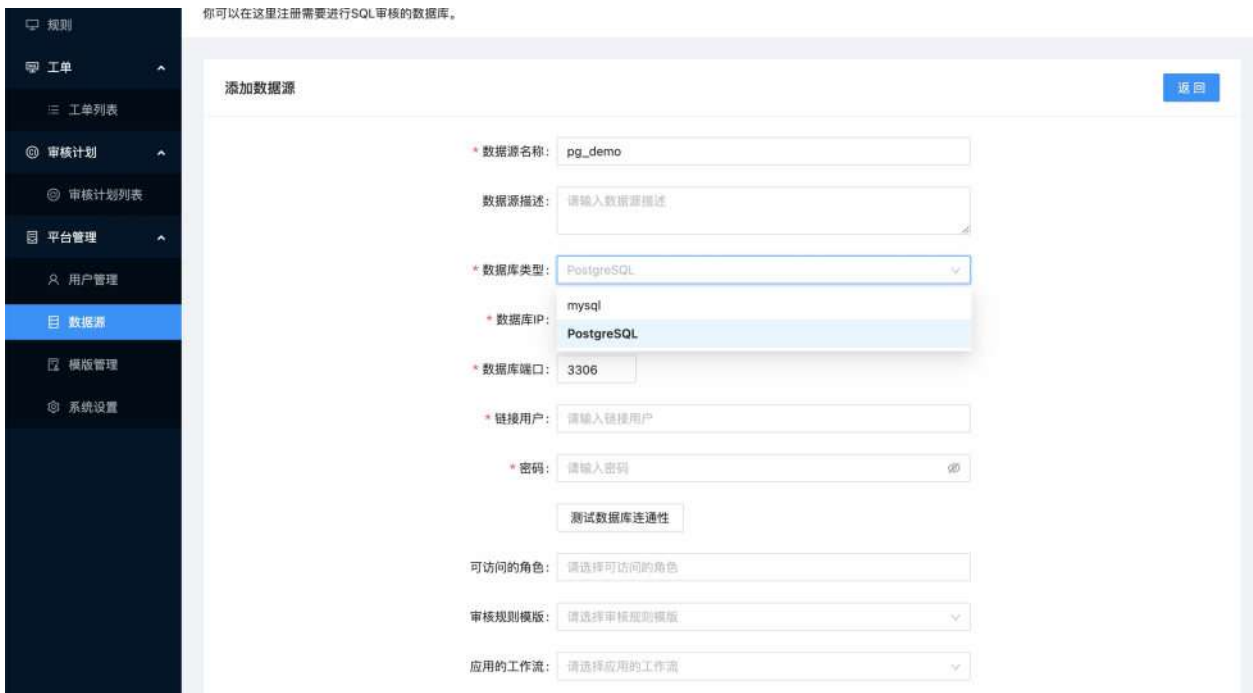 你可以在这里注册需要进行SQL审核的数据库。
规则
工单
工单列表
审核计划
审核计划列表
平台管理
用户管理
数据源
模版管理
系统设置
添加数据源
返 回
* 数据源名称: pg_demo
数据源描述: 请输入数据源描述
* 数据库类型: PostgreSQL
mysql
* 数据库IP:
PostgreSQL
* 数据库端口: 3306
* 链接用户: 请输入链接用户
* 密码: 请输入密码
测试数据库连通性
可访问的角色: 请选择可访问的角色
审核规则模版: 请选择审核规则模版
应用的工作流: 请选择应用的工作流